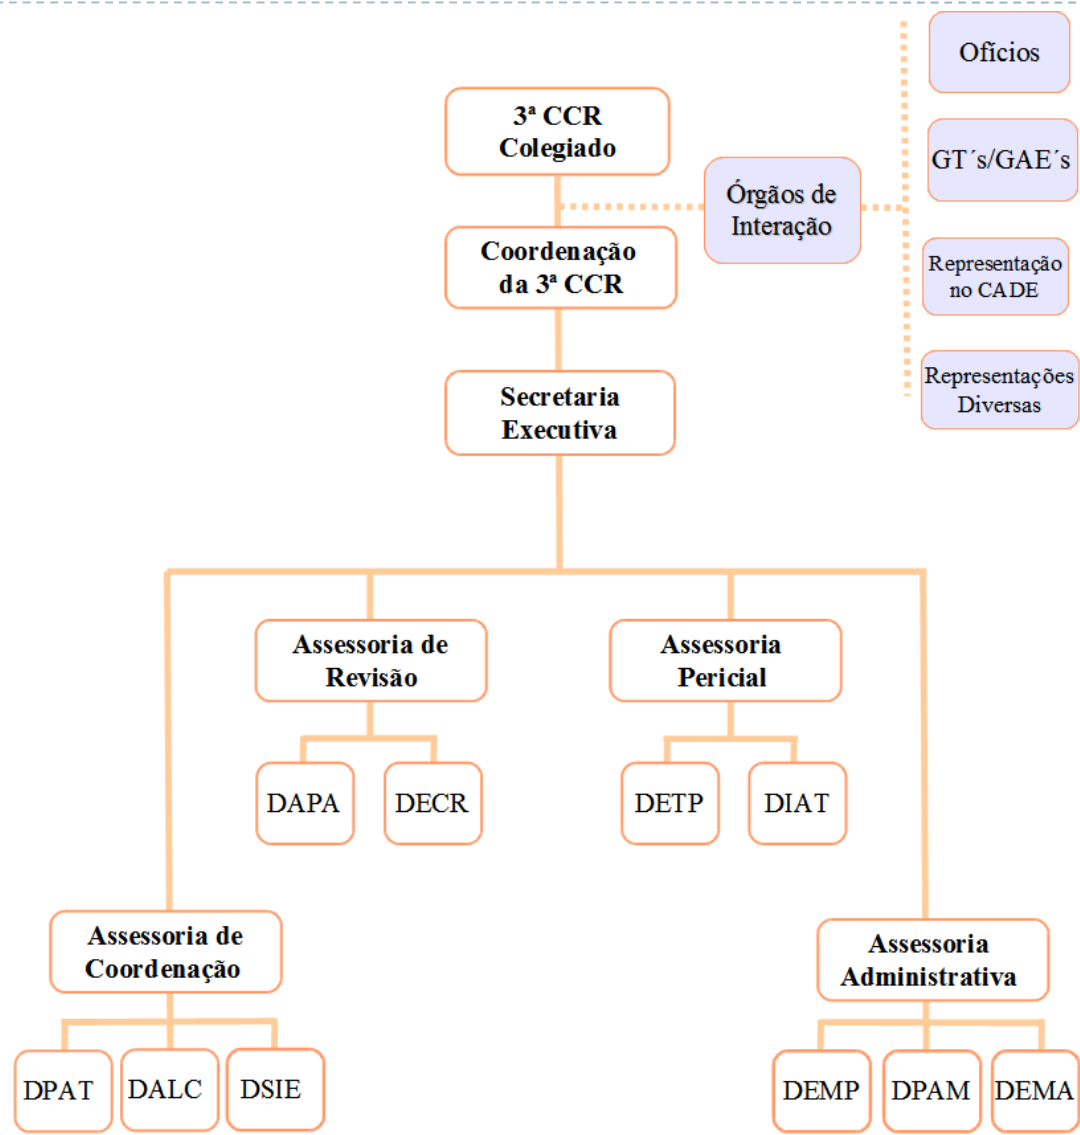 3ª CCR
Colegiado
Órgãos de
Interação
Ofícios
GT´s/GAE´s
Representação
no CADE
Representações
Diversas
Coordenação
da 3ª CCR
Secretaria
Executiva
Assessoria de
Revisão
Assessoria
Pericial
DAPA
DECR
DETP
DIAT
Assessoria de
Coordenação
Assessoria
Administrativa
DPAT
DALC
DSIE
DEMP
DPAM
DEMA